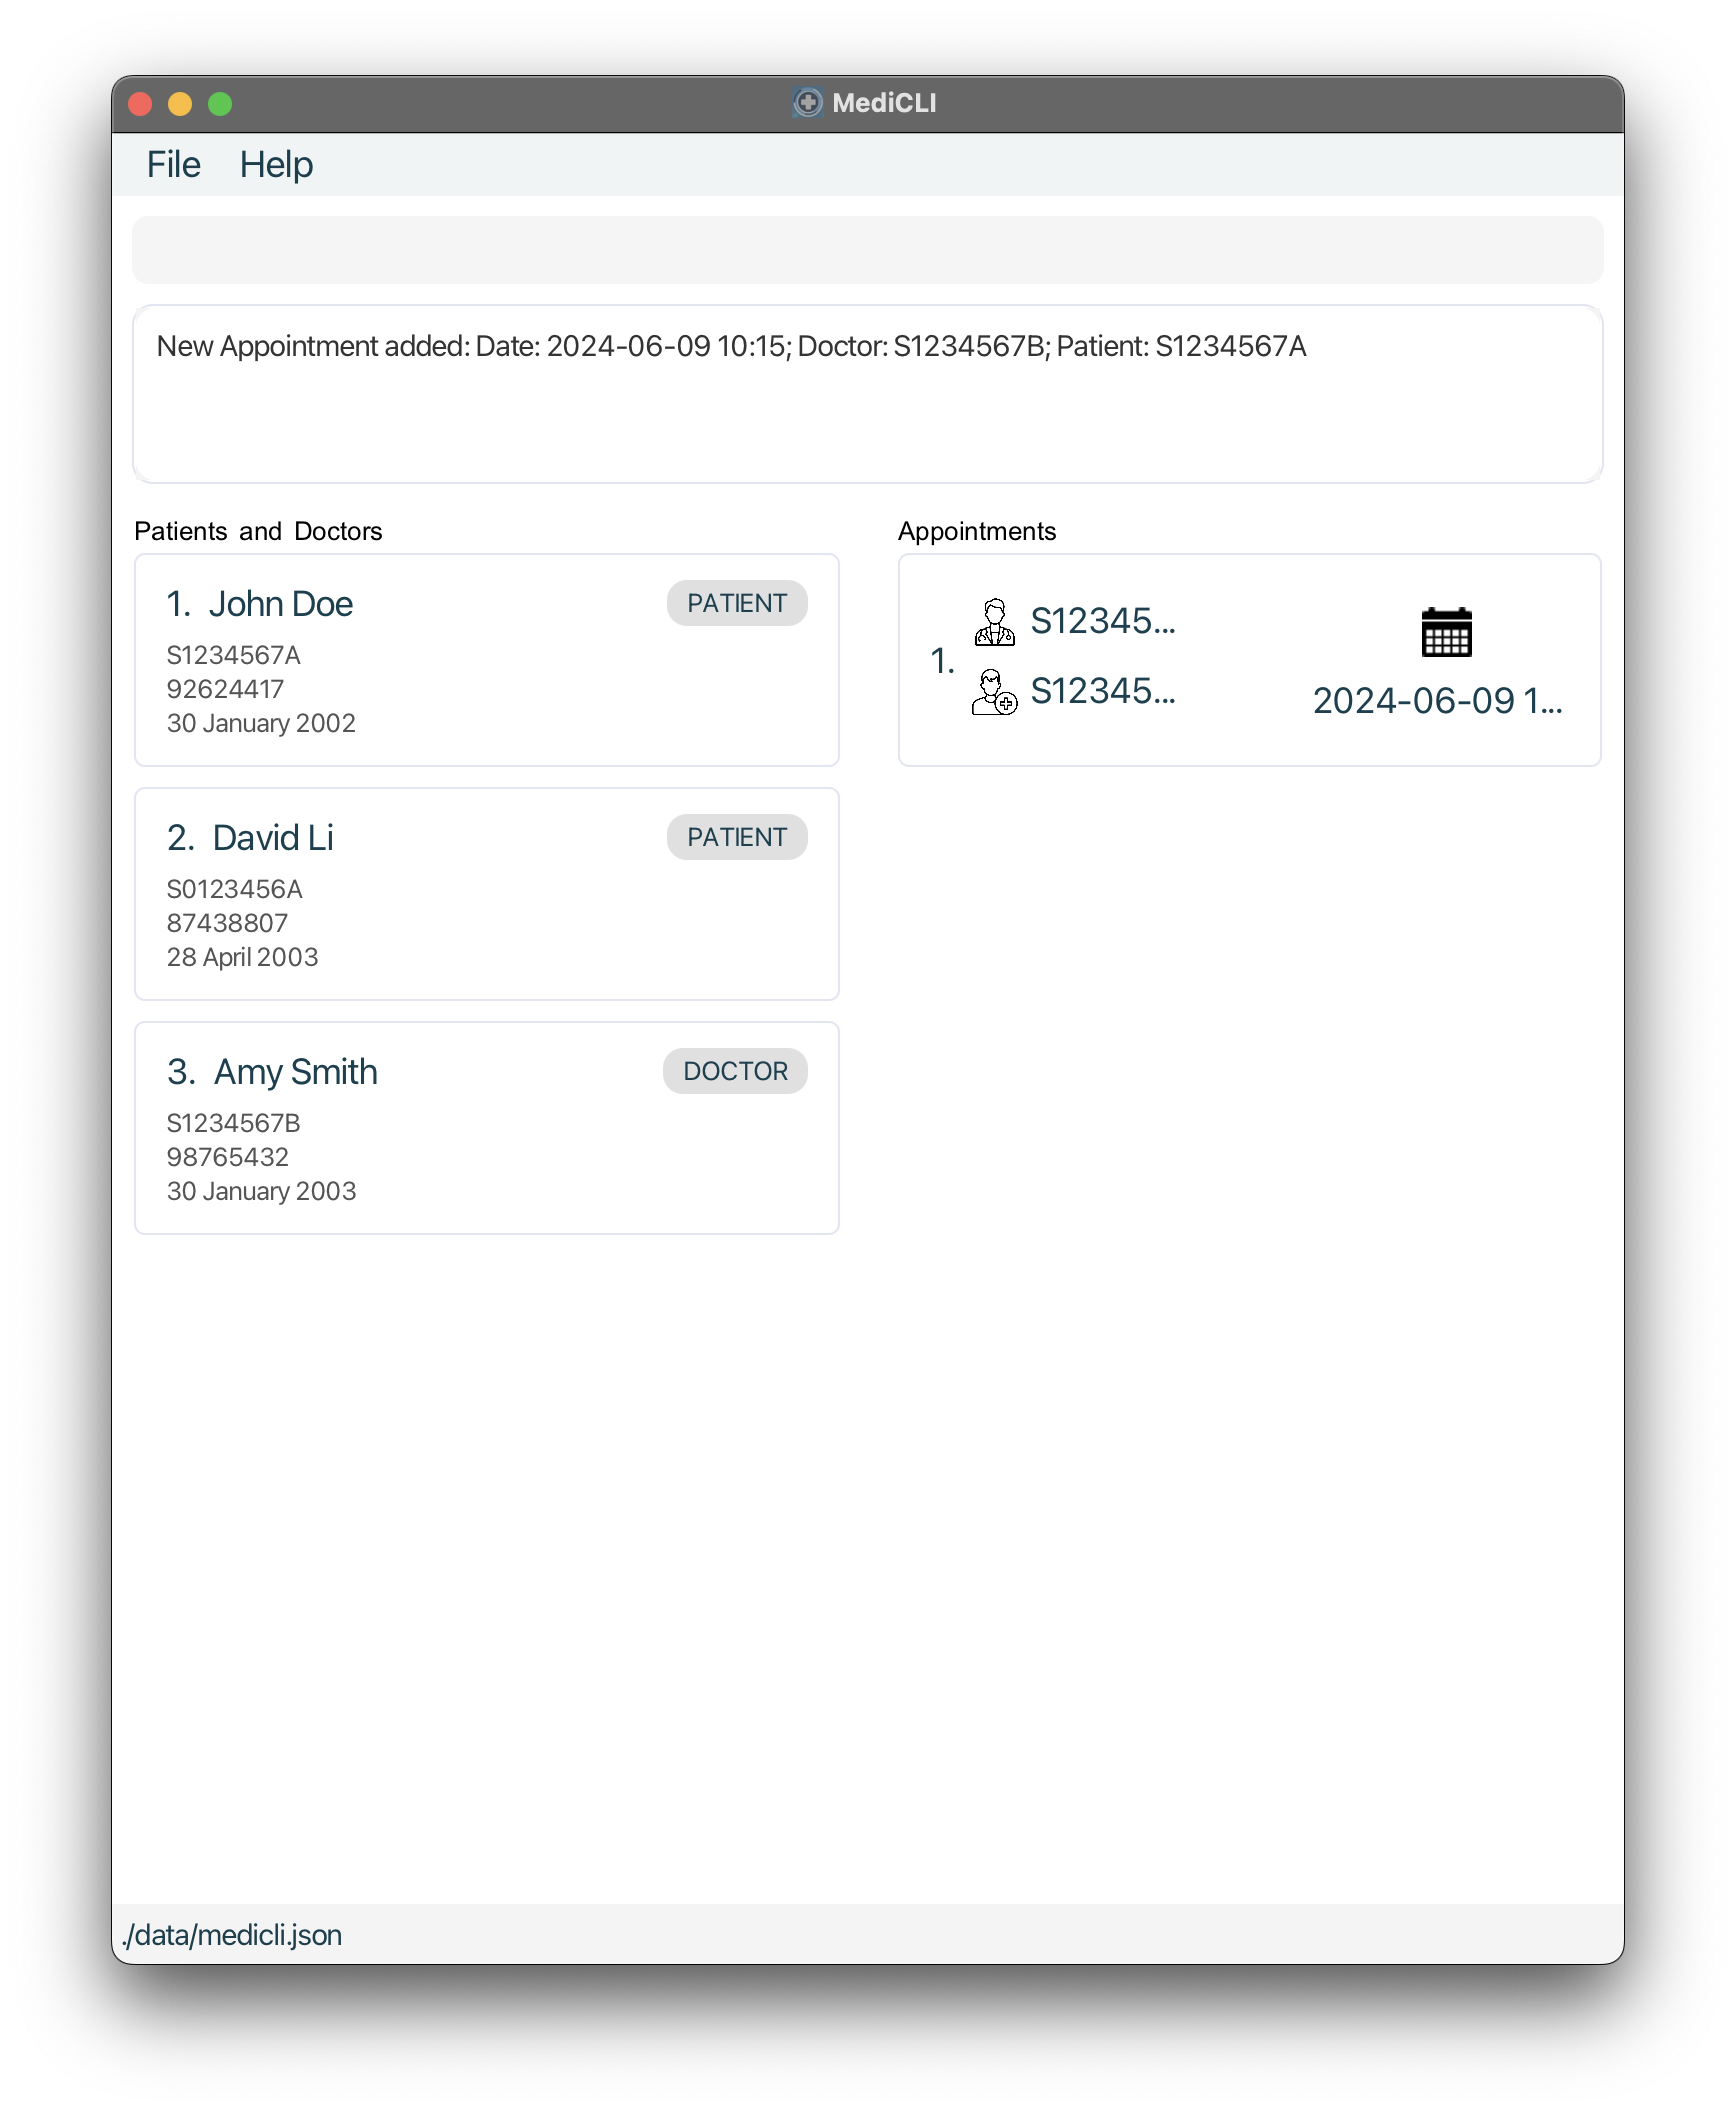 MediCLI
File Help
New Appointment added: Date: 2024-06-09 10:15; Doctor: S1234567B; Patient: S1234567A
Patients and Doctors
1. John Doe PATIENT
S1234567A
92624417
30 January 2002
2. David Li PATIENT
S0123456A
87438807
28 April 2003
3. Amy Smith DOCTOR
S1234567B
98765432
30 January 2003
Appointments
1.
S12345...
S12345...
2024-06-09 1...
./data/medicli.json